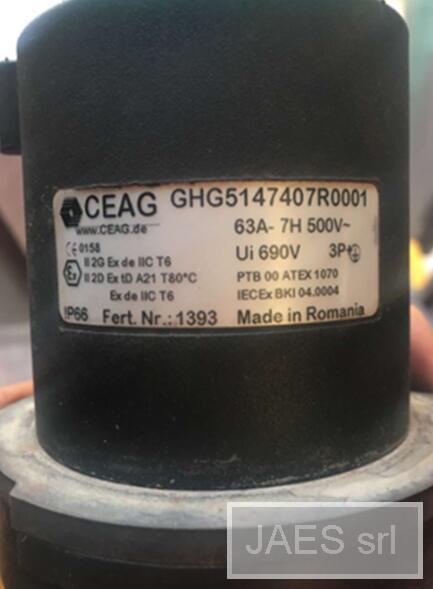 CEAG GHG5147407R0001
www.CEAG.de 63A- 7H 500V~
CE 0158 Ui 690V 3P+
II 2G Ex de IIC T6
Ex II 2D Ex tD A21 T80°C PTB 00 ATEX 1070
Ex de IIC T6 IECEx BKI 04.0004
IP66 Fert. Nr.: 1393 Made in Romania
JAES srl